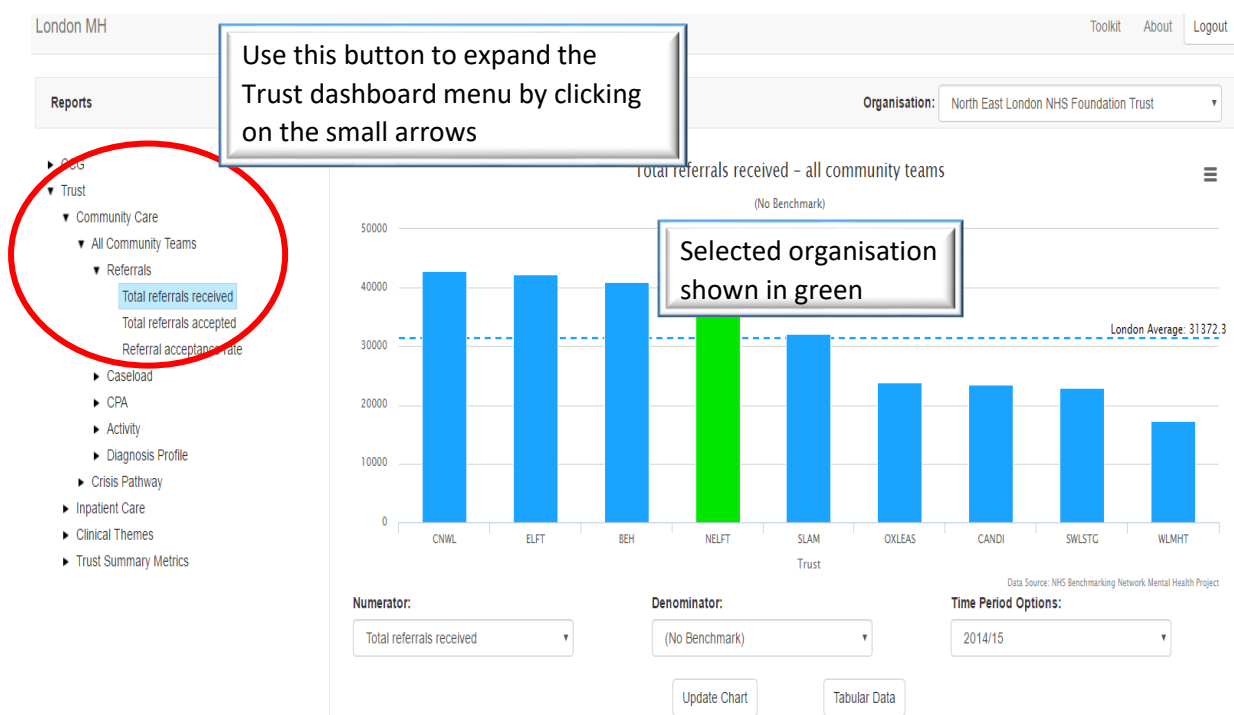 London MH
Toolkit About Logout
Use this button to expand the
Trust dashboard menu by clicking
on the small arrows
Reports
Organisation: North East London NHS Foundation Trust
CCG
Trust
Community Care
All Community Teams
Referrals
Total referrals received
Total referrals accepted
Referral acceptance rate
Caseload
CPA
Activity
Diagnosis Profile
Crisis Pathway
Inpatient Care
Clinical Themes
Trust Summary Metrics
Total referrals received – all community teams
(No Benchmark)
Selected organisation
shown in green
50000
40000
30000
20000
10000
0
London Average: 31372.3
CNWL ELFT BEH NELFT SLAM OXLEAS CANDI SWLSTG WLMHT
Trust
Data Source: NHS Benchmarking Network Mental Health Project
Numerator: Denominator: Time Period Options:
Total referrals received (No Benchmark) 2014/15
Update Chart Tabular Data